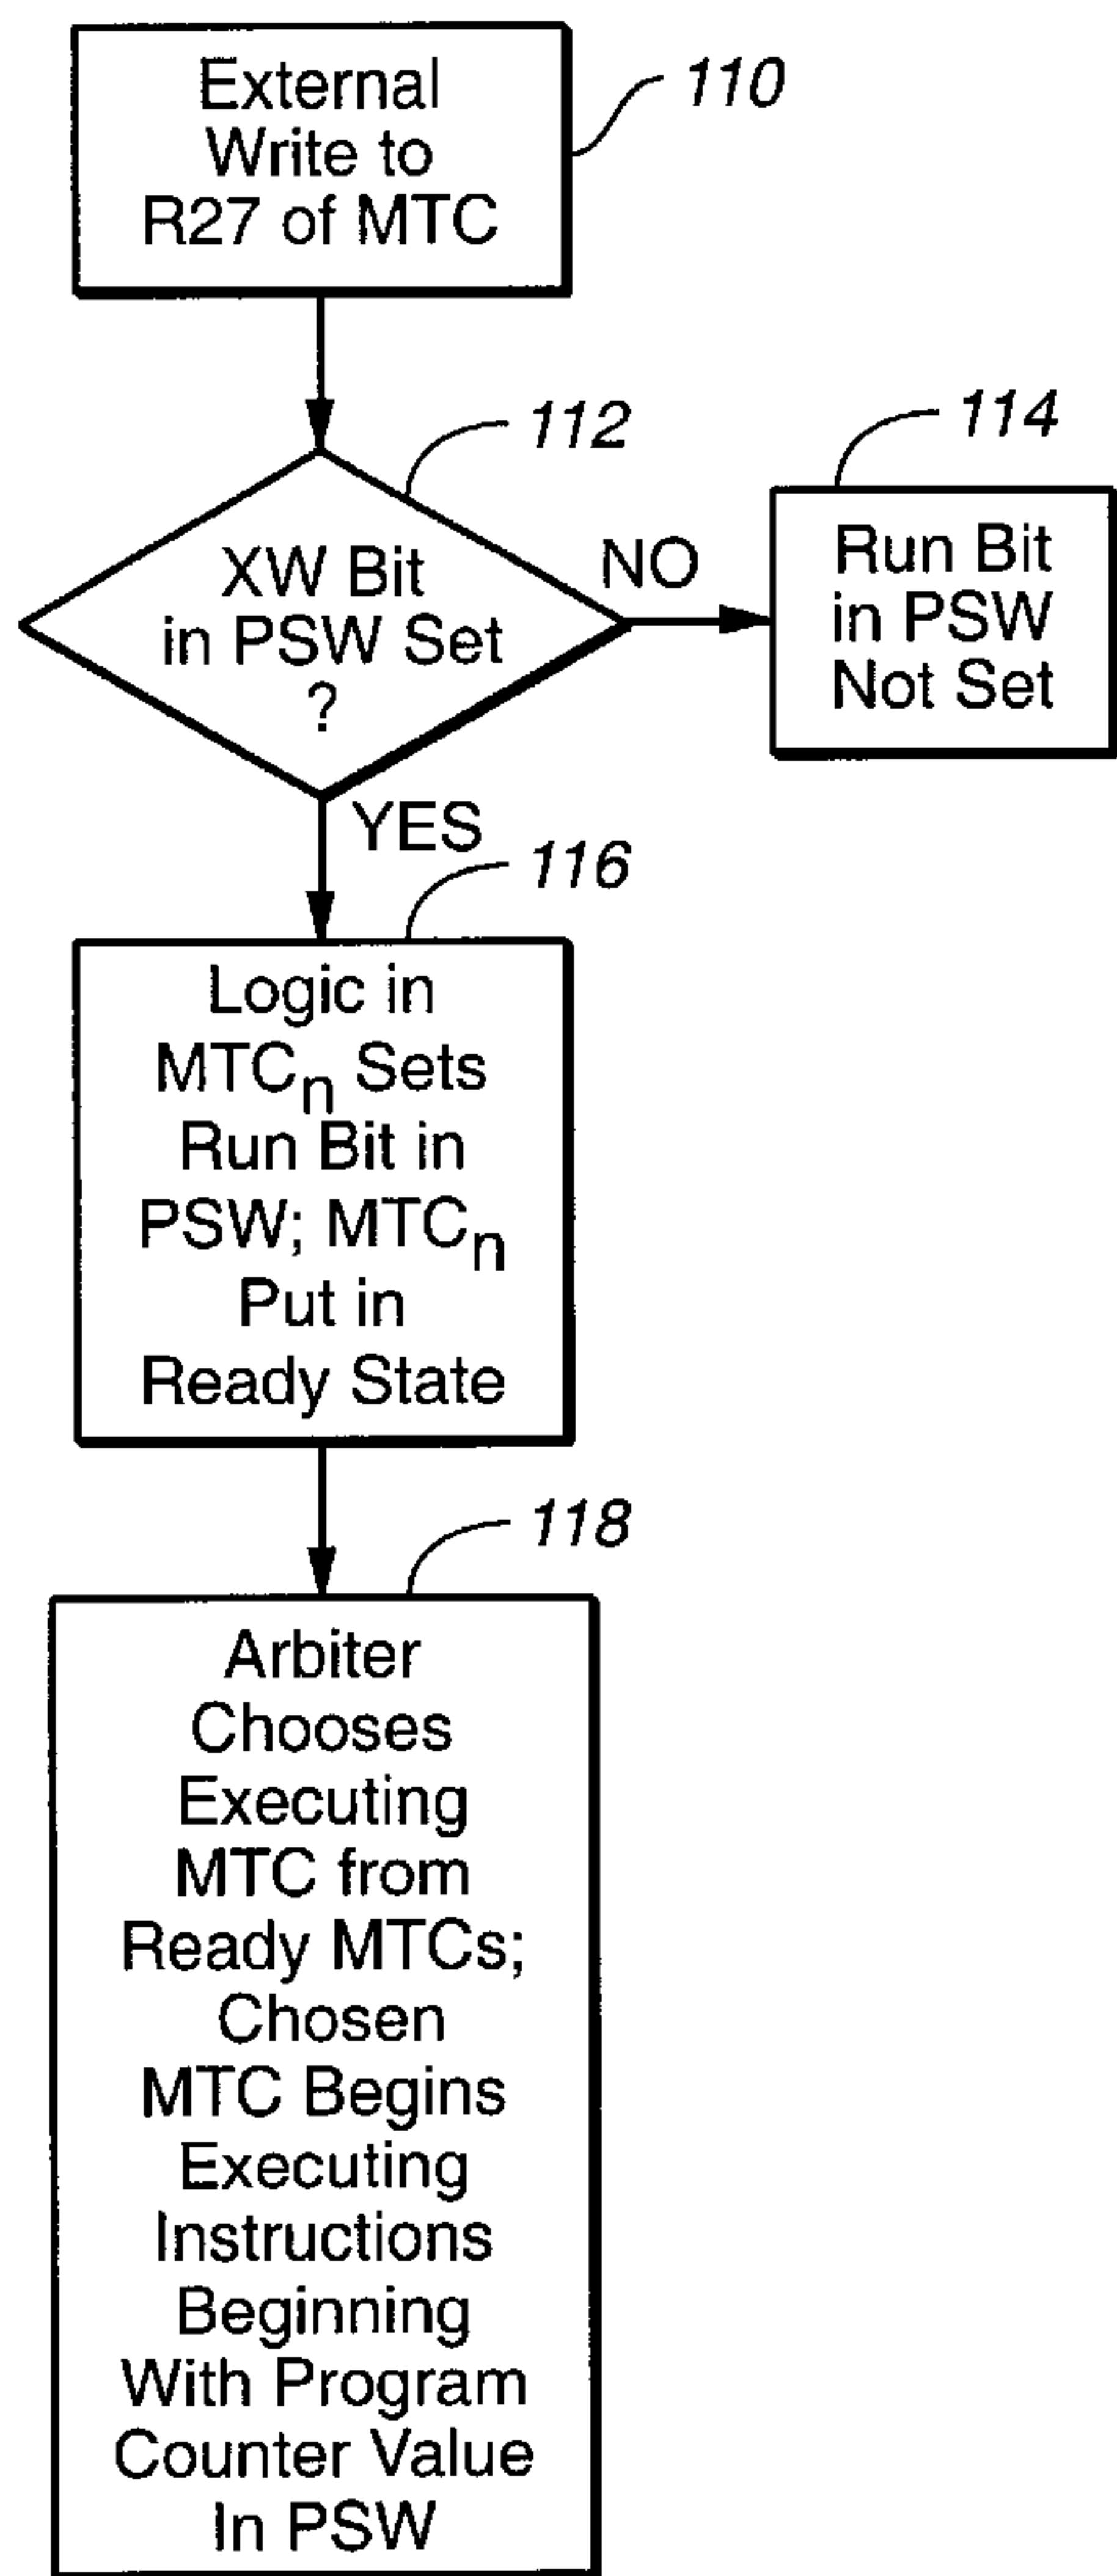 External
Write to
R27 of MTC
110
112
XW Bit
in PSW Set
?
NO
114
Run Bit
in PSW
Not Set
YES
116
Logic in
MTCn Sets
Run Bit in
PSW; MTCn
Put in
Ready State
118
Arbiter
Chooses
Executing
MTC from
Ready MTCs;
Chosen
MTC Begins
Executing
Instructions
Beginning
With Program
Counter Value
In PSW